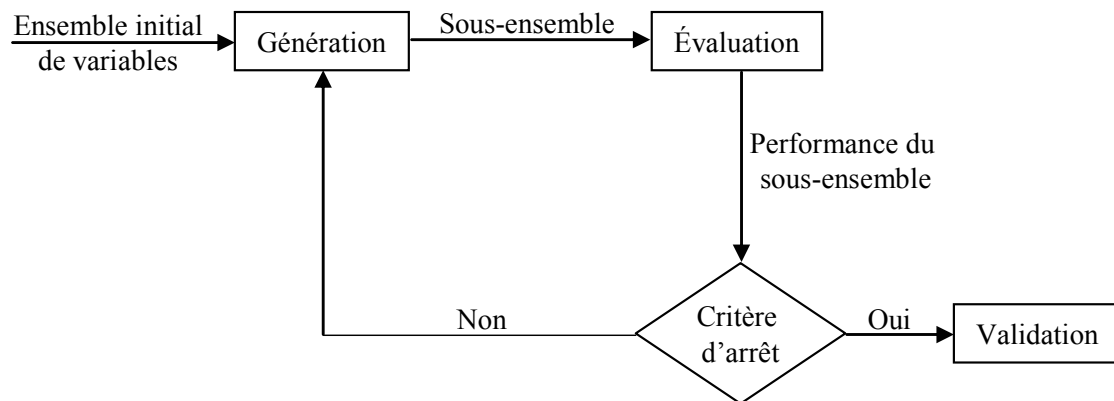 Ensemble initial
de variables
Génération
Sous-ensemble
Évaluation
Performance du
sous-ensemble
Critère
d’arrêt
Non
Oui
Validation